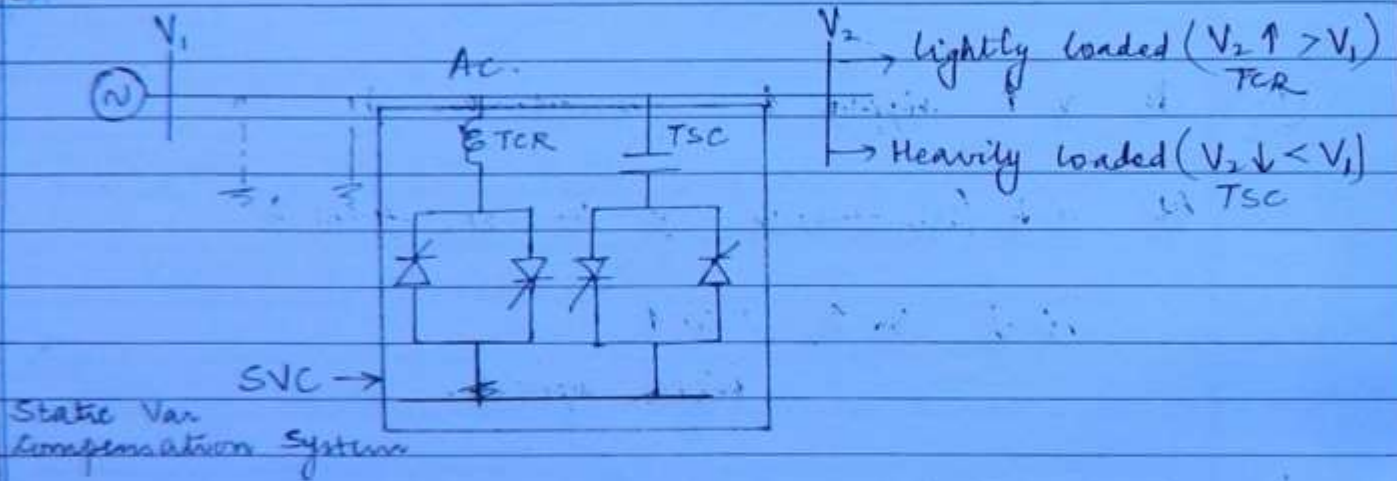 V₁
AC.
V₂
Lightly loaded (V₂ ↑ > V₁)
TCR
TCR
TSC
Heavily loaded (V₂ ↓ < V₁)
TSC
SVC →
Static Var
Compensation System